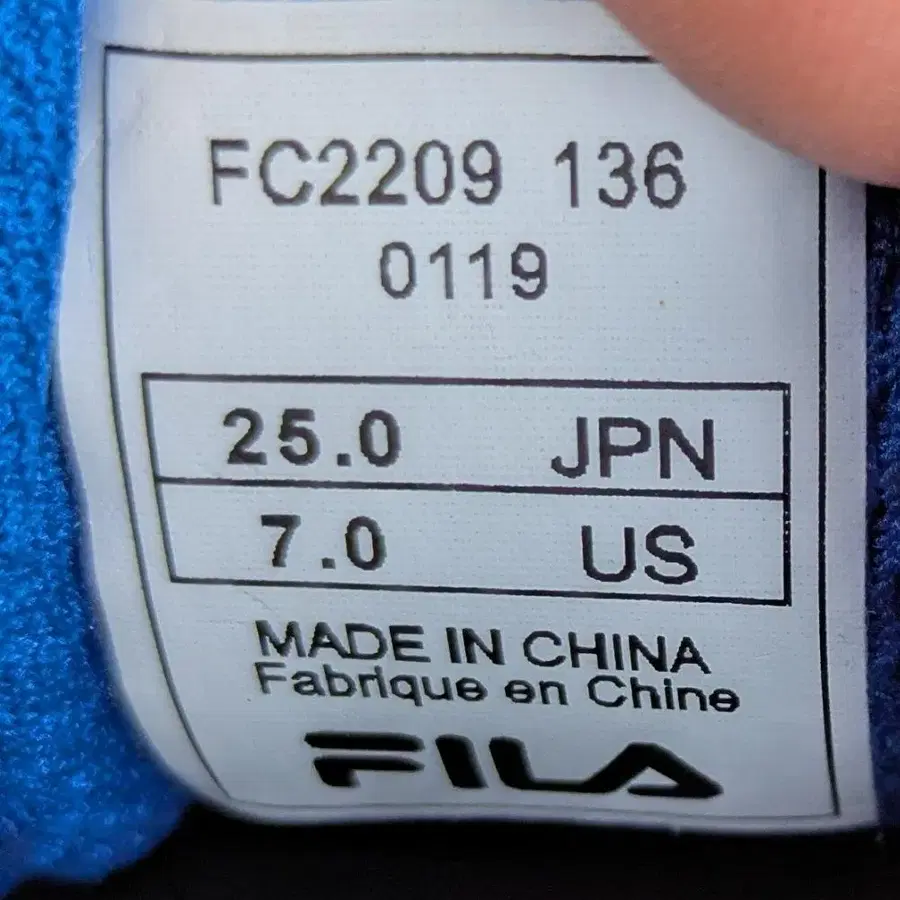 FC2209 136
0119
25.0 JPN
7.0 US
MADE IN CHINA
Fabrique en Chine
FILA